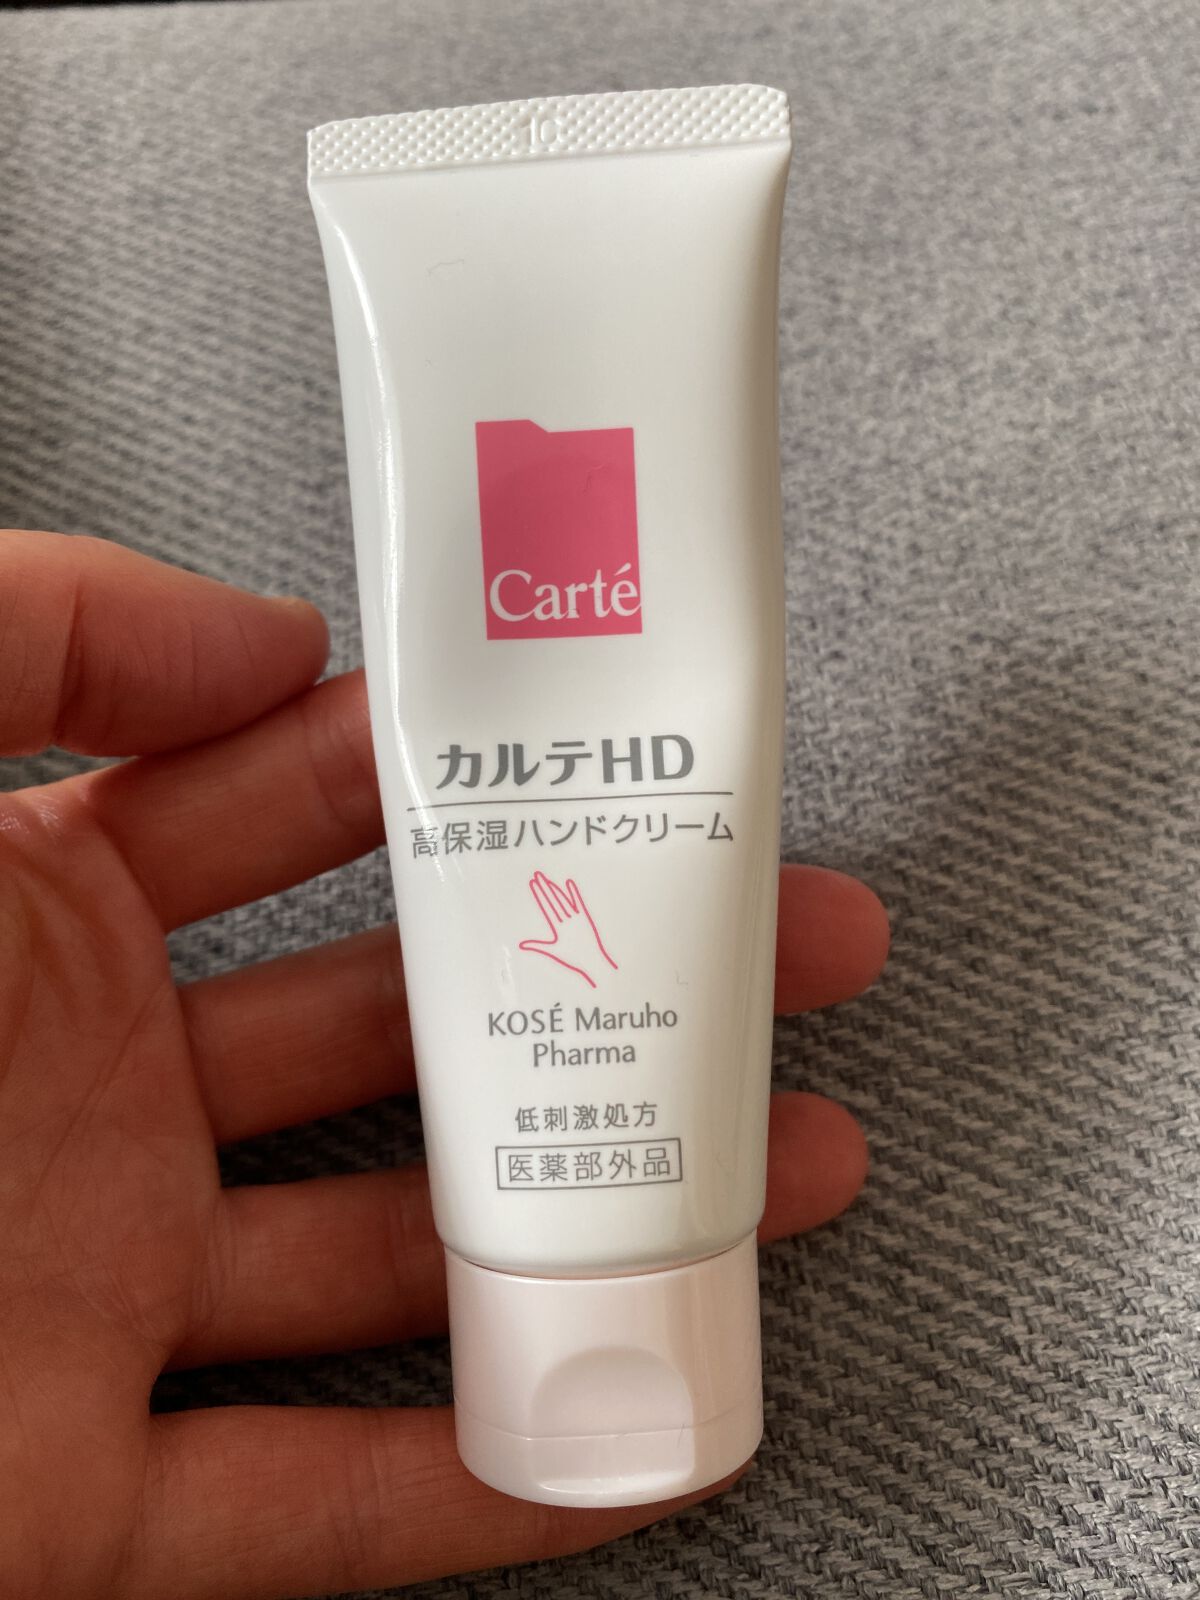 10
Carté
カルテHD
高保湿ハンドクリーム
KOSÉ Maruho
Pharma
低刺激処方
医薬部外品